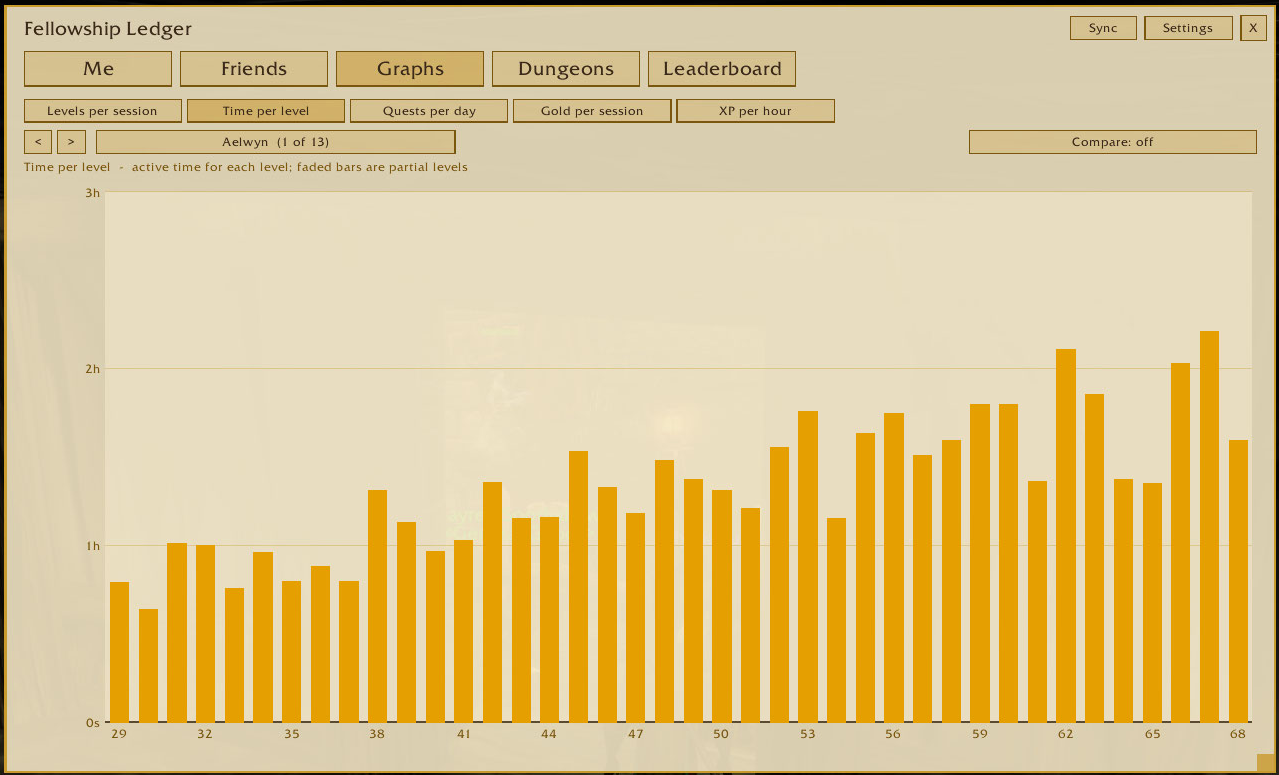 Fellowship Ledger
Sync Settings X
Me Friends Graphs Dungeons Leaderboard
Levels per session Time per level Quests per day Gold per session XP per hour
< > Aelwyn (1 of 13) Compare: off
Time per level - active time for each level; faded bars are partial levels
3h
2h
1h
0s
29 32 35 38 41 44 47 50 53 56 59 62 65 68